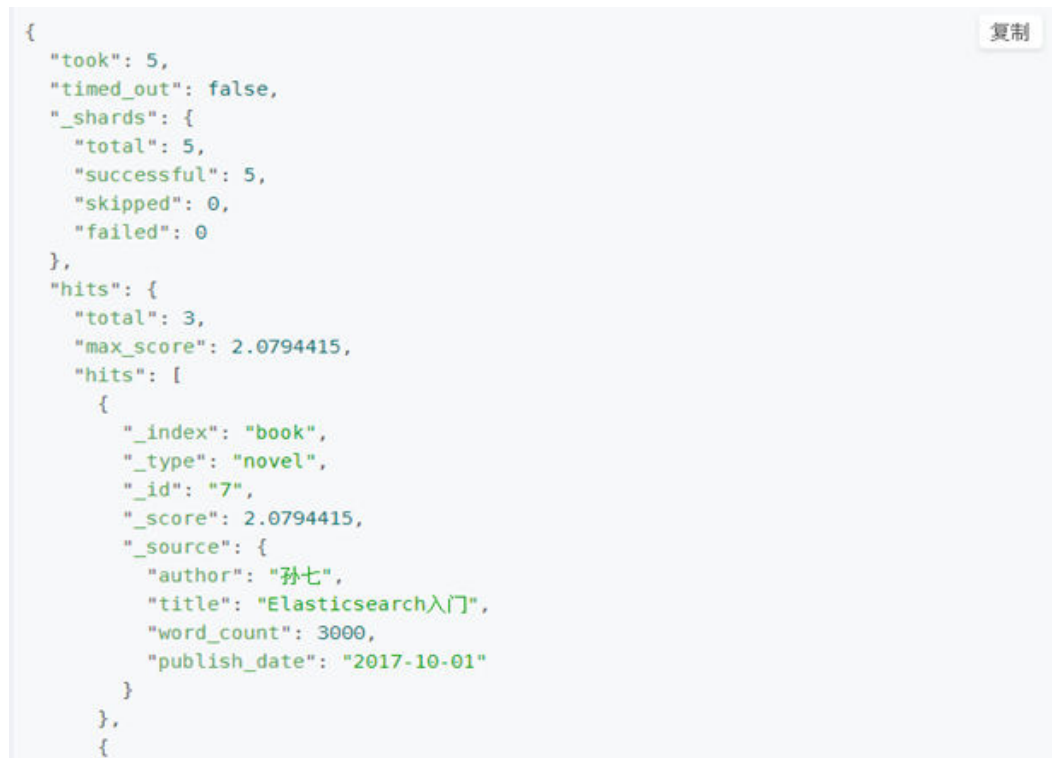 {
复制
"took": 5,
"timed_out": false,
"_shards": {
"total": 5,
"successful": 5,
"skipped": 0,
"failed": 0
},
"hits": {
"total": 3,
"max_score": 2.0794415,
"hits": [
{
"_index": "book",
"_type": "novel",
"_id": "7",
"_score": 2.0794415,
"_source": {
"author": "孙七",
"title": "Elasticsearch入门",
"word_count": 3000,
"publish_date": "2017-10-01"
}
},
{